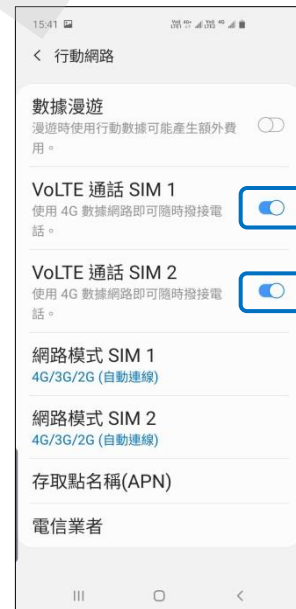 15:41
行動網路
數據漫遊
漫遊時使用行動數據可能產生額外費
用。
VoLTE 通話 SIM 1
使用 4G 數據網路即可隨時撥接電
話。
VoLTE 通話 SIM 2
使用 4G 數據網路即可隨時撥接電
話。
網路模式 SIM 1
4G/3G/2G (自動連線)
網路模式 SIM 2
4G/3G/2G (自動連線)
存取點名稱(APN)
電信業者